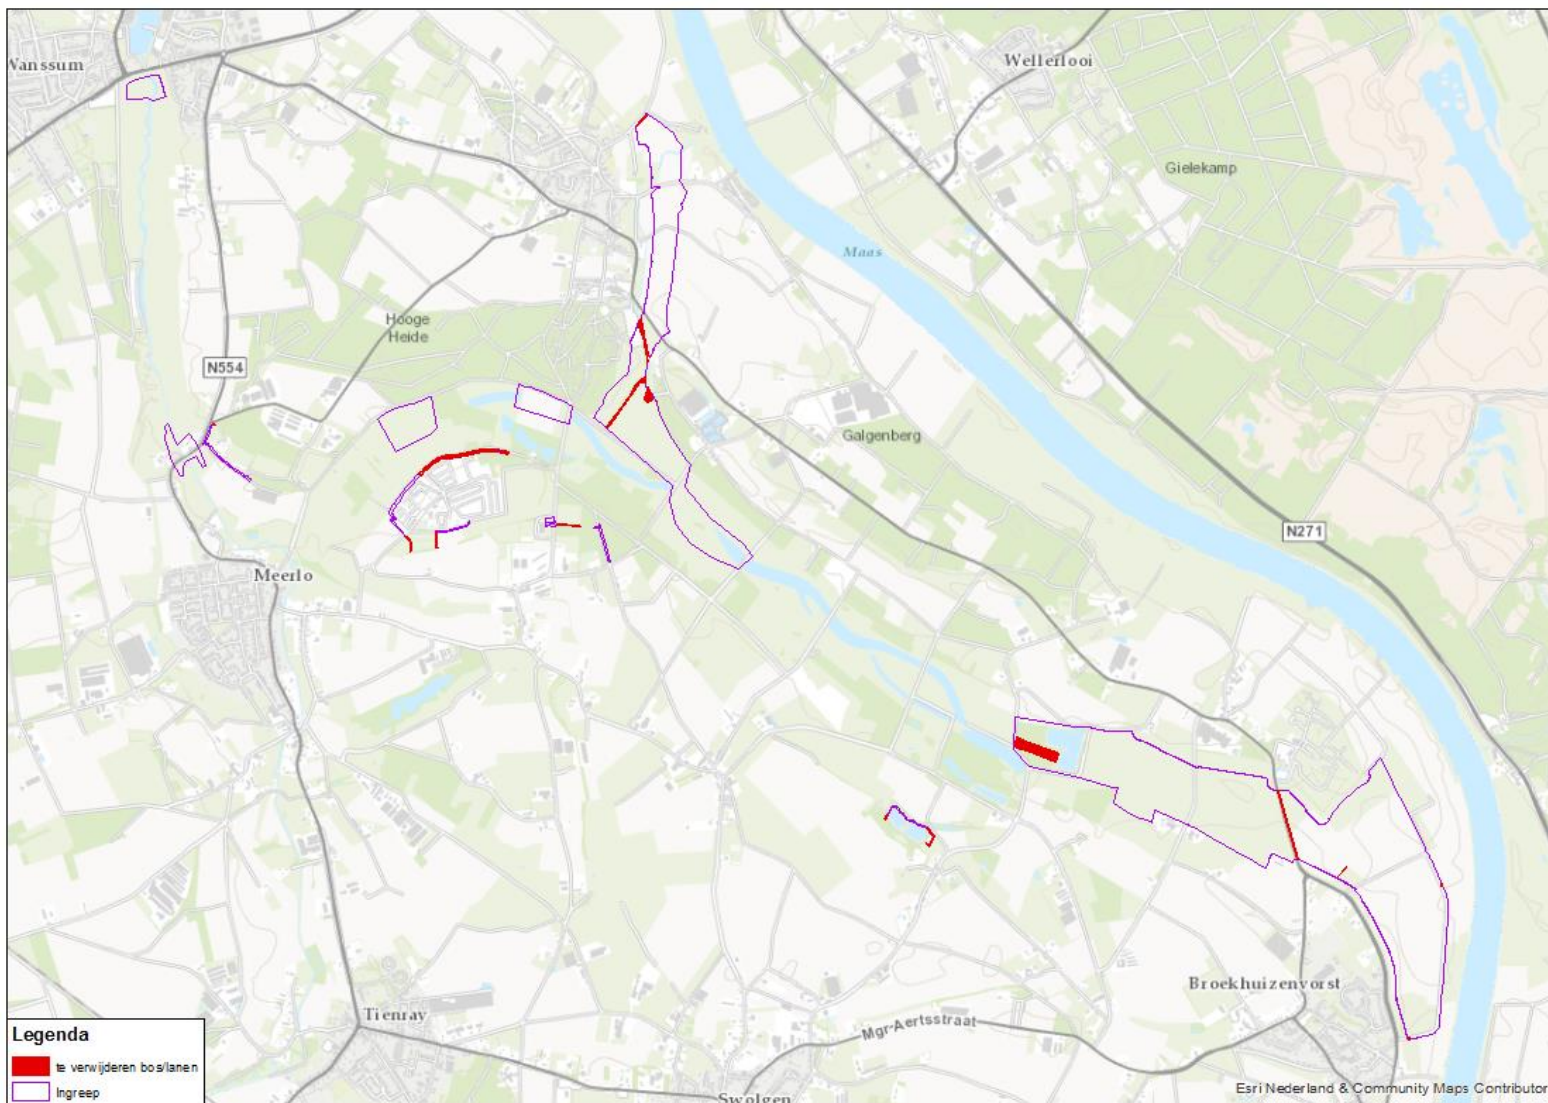 Wanssum
Wellerlooi
Gielekamp
Maas
Hooge
Heide
N554
Galgenberg
N271
Meerlo
Broekhuizenvorst
Tienray
Mgr-Aertsstraat
Swolgen
Legenda
te verwijderen bos/lanen
Ingreep
Esri Nederland & Community Maps Contributor